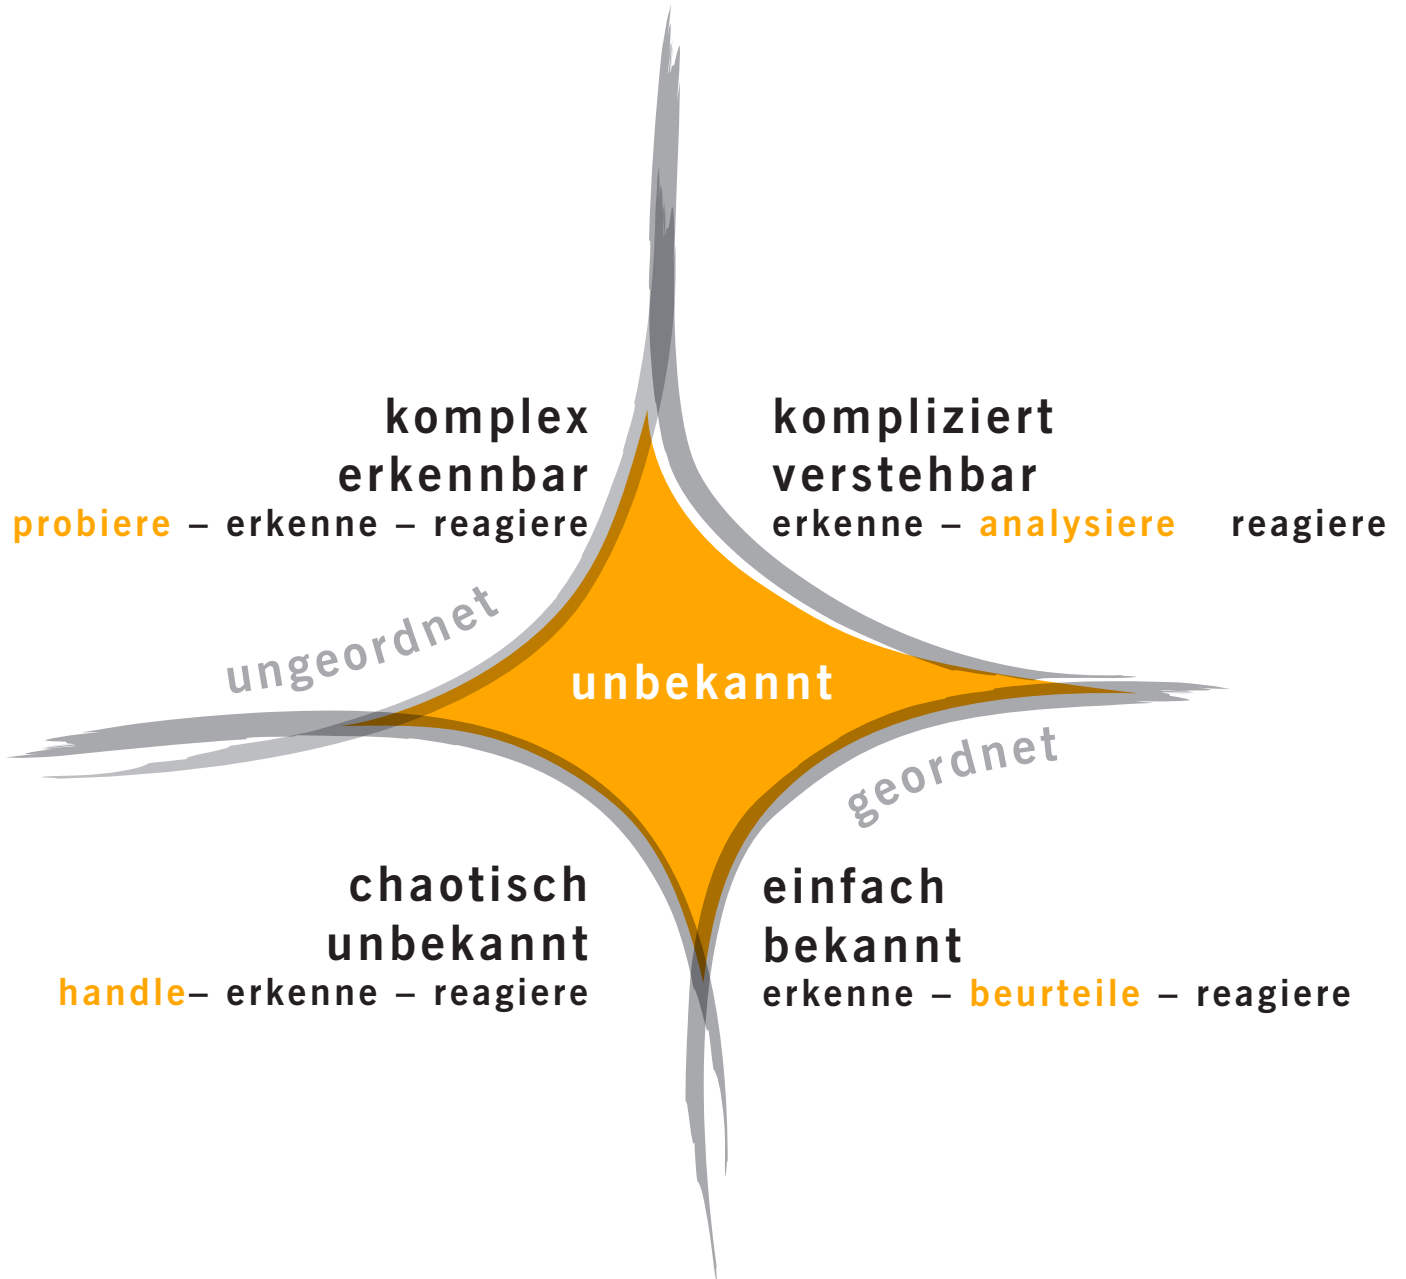 komplex
erkennbar
probiere – erkenne – reagiere
kompliziert
verstehbar
erkenne – analysiere reagiere
ungeordnet
unbekannt
geordnet
chaotisch
unbekannt
handle– erkenne – reagiere
einfach
bekannt
erkenne – beurteile – reagiere